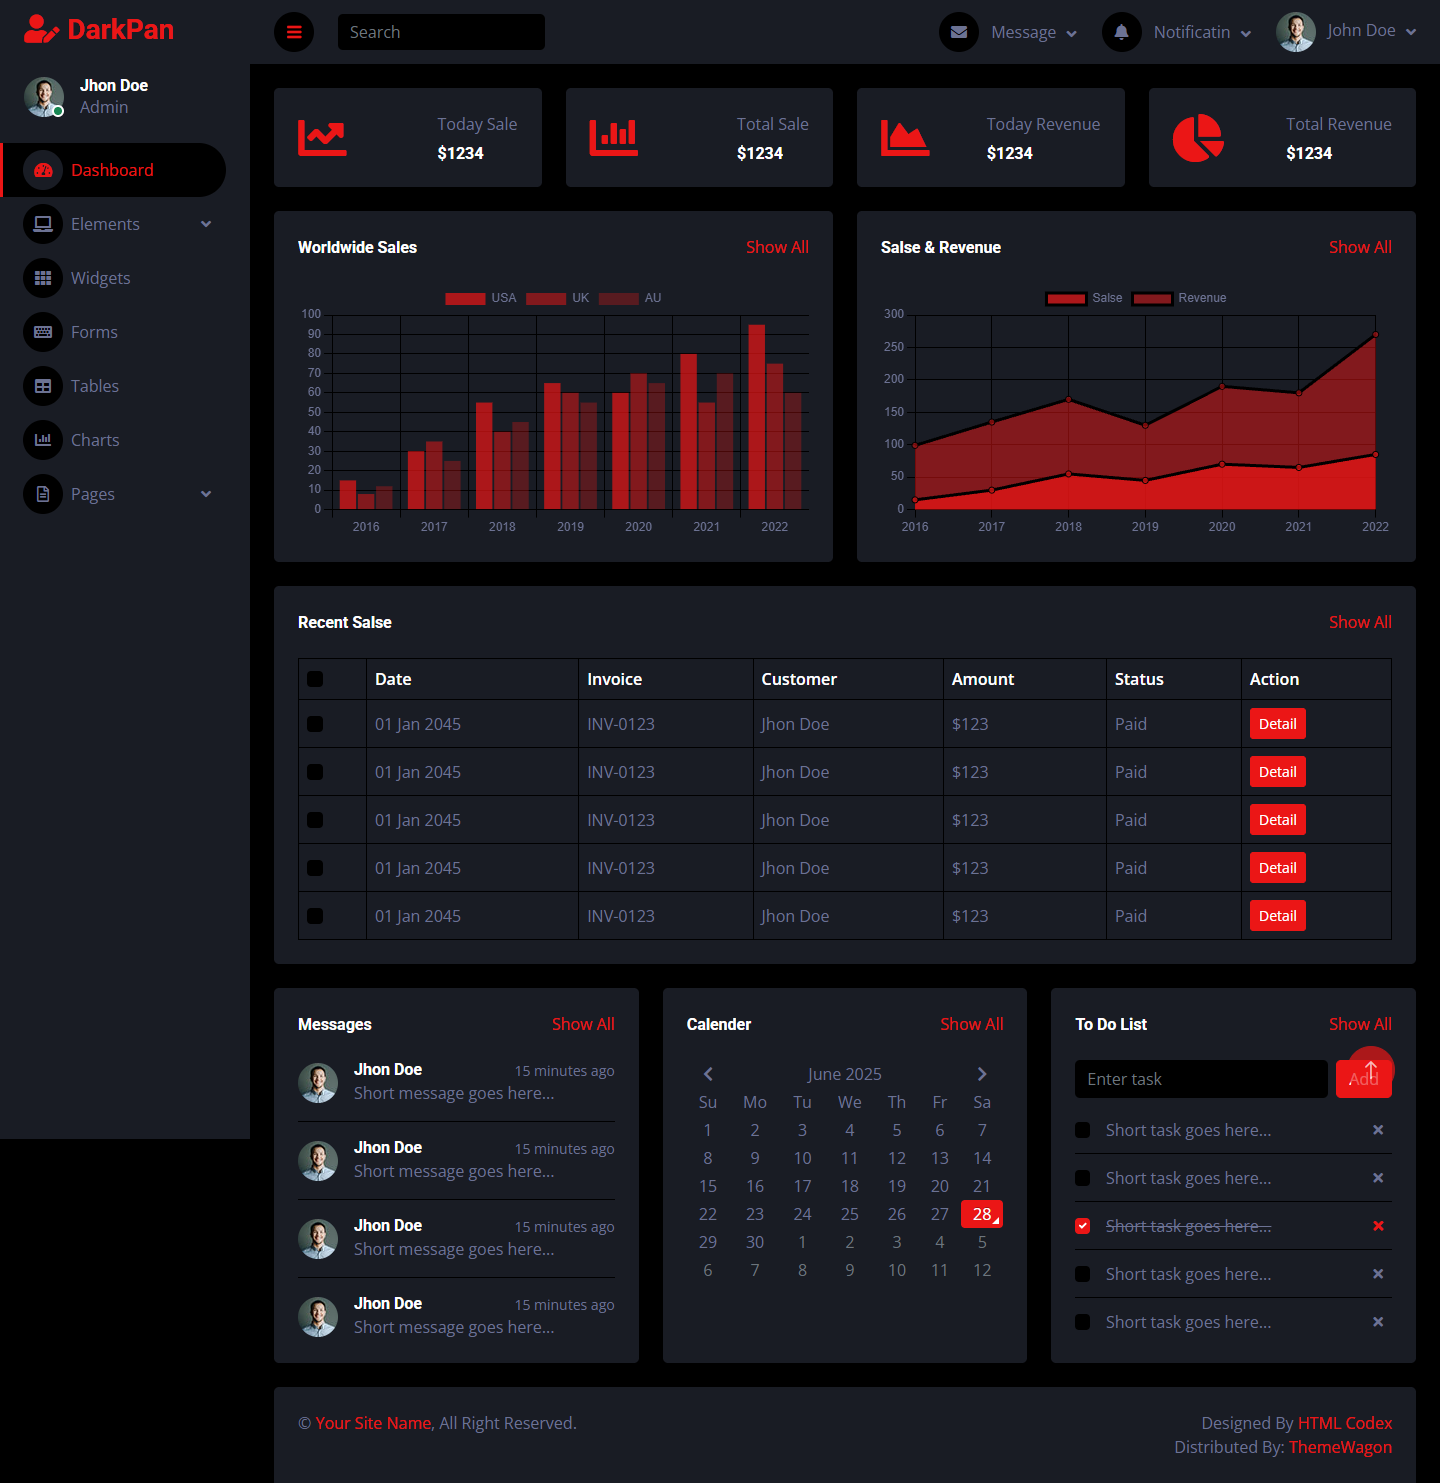 DarkPan
Search
Message
Notificatin
John Doe
Jhon Doe
Admin
Dashboard
Elements
Widgets
Forms
Tables
Charts
Pages
Today Sale
$1234
Total Sale
$1234
Today Revenue
$1234
Total Revenue
$1234
Worldwide Sales Show All
USA UK AU
100
90
80
70
60
50
40
30
20
10
0
2016 2017 2018 2019 2020 2021 2022
Salse & Revenue Show All
Salse Revenue
300
250
200
150
100
50
0
2016 2017 2018 2019 2020 2021 2022
Recent Salse Show All
Date Invoice Customer Amount Status Action
01 Jan 2045 INV-0123 Jhon Doe $123 Paid Detail
01 Jan 2045 INV-0123 Jhon Doe $123 Paid Detail
01 Jan 2045 INV-0123 Jhon Doe $123 Paid Detail
01 Jan 2045 INV-0123 Jhon Doe $123 Paid Detail
01 Jan 2045 INV-0123 Jhon Doe $123 Paid Detail
Messages Show All
Jhon Doe 15 minutes ago
Short message goes here...
Jhon Doe 15 minutes ago
Short message goes here...
Jhon Doe 15 minutes ago
Short message goes here...
Jhon Doe 15 minutes ago
Short message goes here...
Calender Show All
June 2025
Su Mo Tu We Th Fr Sa
1 2 3 4 5 6 7
8 9 10 11 12 13 14
15 16 17 18 19 20 21
22 23 24 25 26 27 28
29 30 1 2 3 4 5
6 7 8 9 10 11 12
To Do List Show All
Enter task Add
Short task goes here...
Short task goes here...
Short task goes here...
Short task goes here...
Short task goes here...
© Your Site Name, All Right Reserved.
Designed By HTML Codex
Distributed By: ThemeWagon